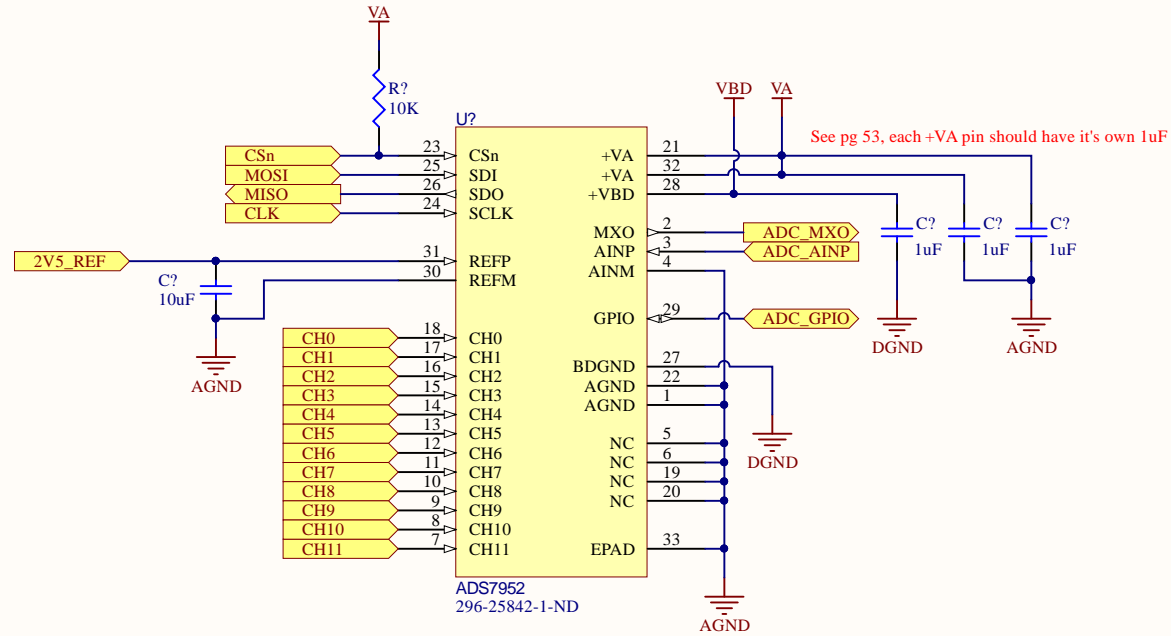 VA
R?
10K
VBD
VA
See pg 53, each +VA pin should have it's own 1uF
U?
CSn
23
CSn
MOSI
25
SDI
MISO
26
SDO
CLK
24
SCLK
2V5_REF
31
REFP
30
REFM
C?
10uF
AGND
CH0
18
CH0
CH1
17
CH1
CH2
16
CH2
CH3
15
CH3
CH4
14
CH4
CH5
13
CH5
CH6
12
CH6
CH7
11
CH7
CH8
10
CH8
CH9
9
CH9
CH10
8
CH10
CH11
7
CH11
+VA
21
+VA
32
+VBD
28
MXO
2
ADC_MXO
AINP
3
ADC_AINP
AINM
4
GPIO
29
ADC_GPIO
BDGND
27
AGND
22
AGND
1
NC
5
NC
6
NC
19
NC
20
EPAD
33
C?
1uF
C?
1uF
C?
1uF
DGND
AGND
DGND
AGND
ADS7952
296-25842-1-ND